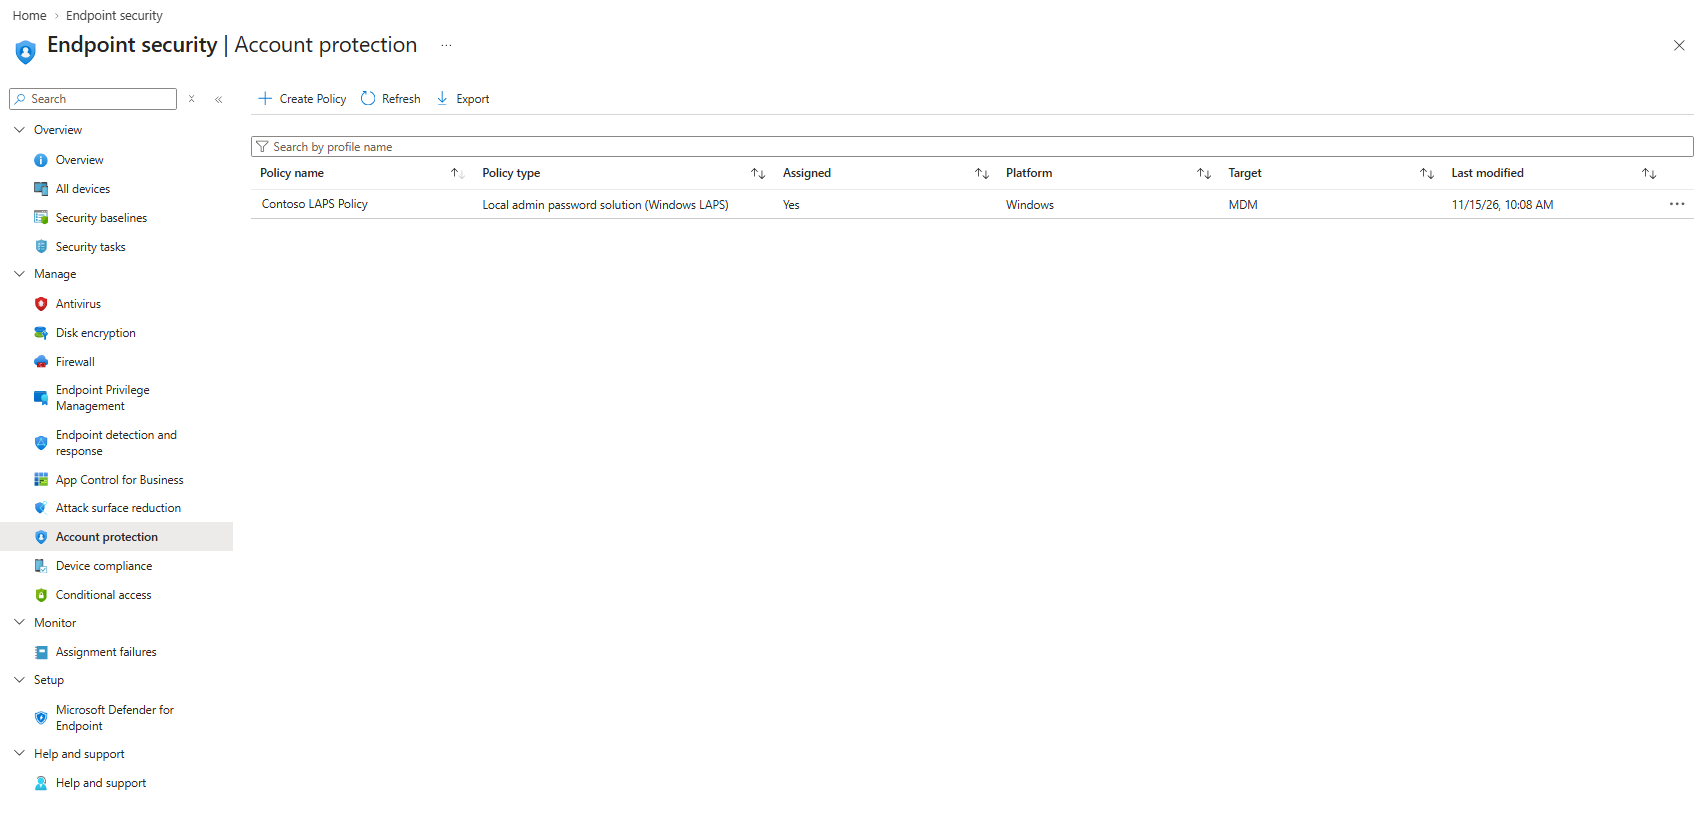 Home > Endpoint security
Endpoint security | Account protection ...
Search
Create Policy Refresh Export
Overview
Search by profile name
Overview
All devices
Security baselines
Security tasks
Policy name Policy type Assigned Platform Target Last modified
Contoso LAPS Policy Local admin password solution (Windows LAPS) Yes Windows MDM 11/15/26, 10:08 AM
Manage
Antivirus
Disk encryption
Firewall
Endpoint Privilege
Management
Endpoint detection and
response
App Control for Business
Attack surface reduction
Account protection
Device compliance
Conditional access
Monitor
Assignment failures
Setup
Microsoft Defender for
Endpoint
Help and support
Help and support